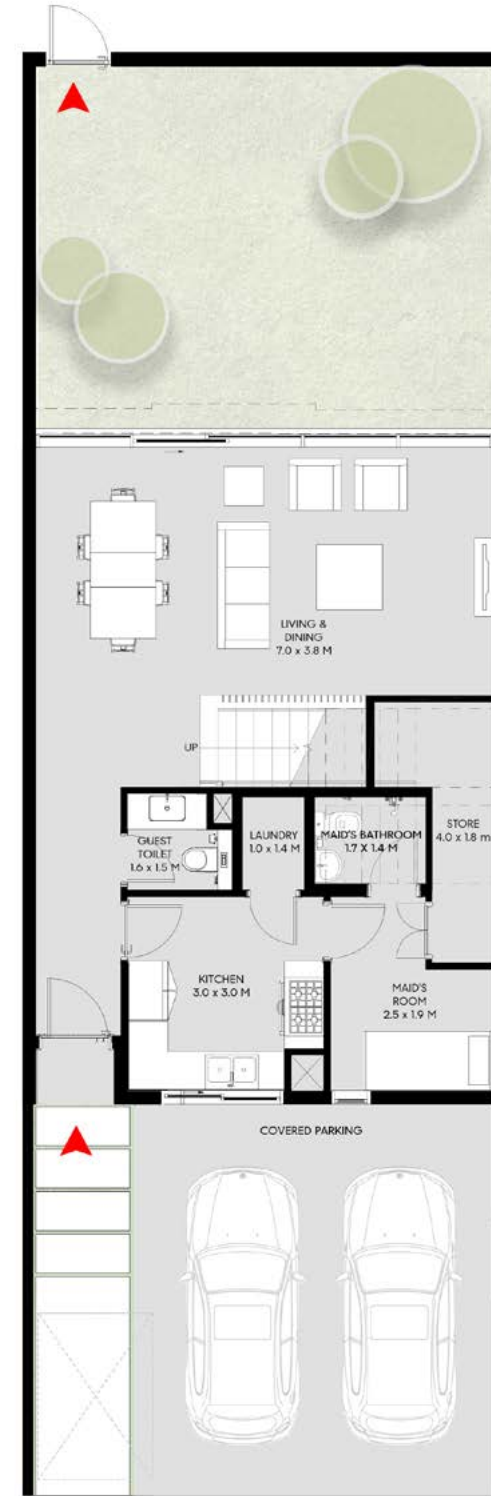 LIVING &
DINING
7.0 x 3.8 M
UP
GUEST
TOILET
1.6 x 1.5 M
LAUNDRY
1.0 x 1.4 M
MAID'S BATHROOM
1.7 X 1.4 M
STORE
4.0 x 1.8 m
KITCHEN
3.0 x 3.0 M
MAID'S
ROOM
2.5 x 1.9 M
COVERED PARKING